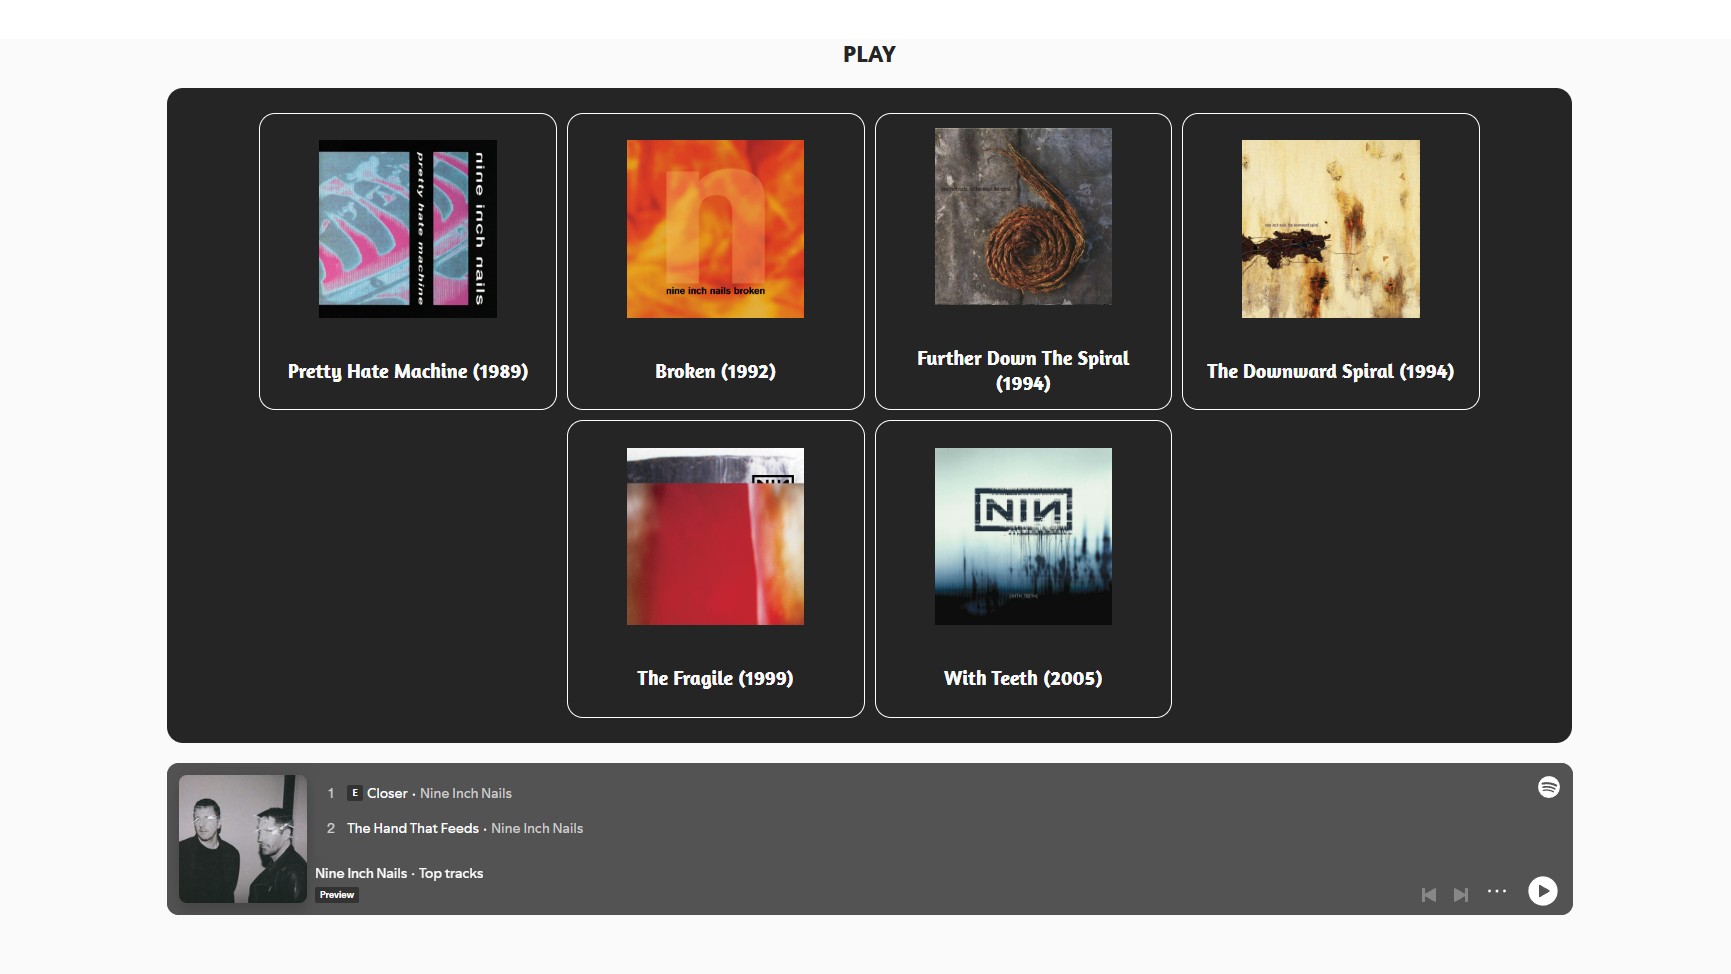 PLAY
nine inch nails
pretty hate machine
Pretty Hate Machine (1989)
n
nine inch nails broken
Broken (1992)
Further Down The Spiral
(1994)
The Downward Spiral (1994)
NIN
The Fragile (1999)
NIN
With Teeth (2005)
1 E Closer · Nine Inch Nails
2 The Hand That Feeds · Nine Inch Nails
Nine Inch Nails · Top tracks
Preview